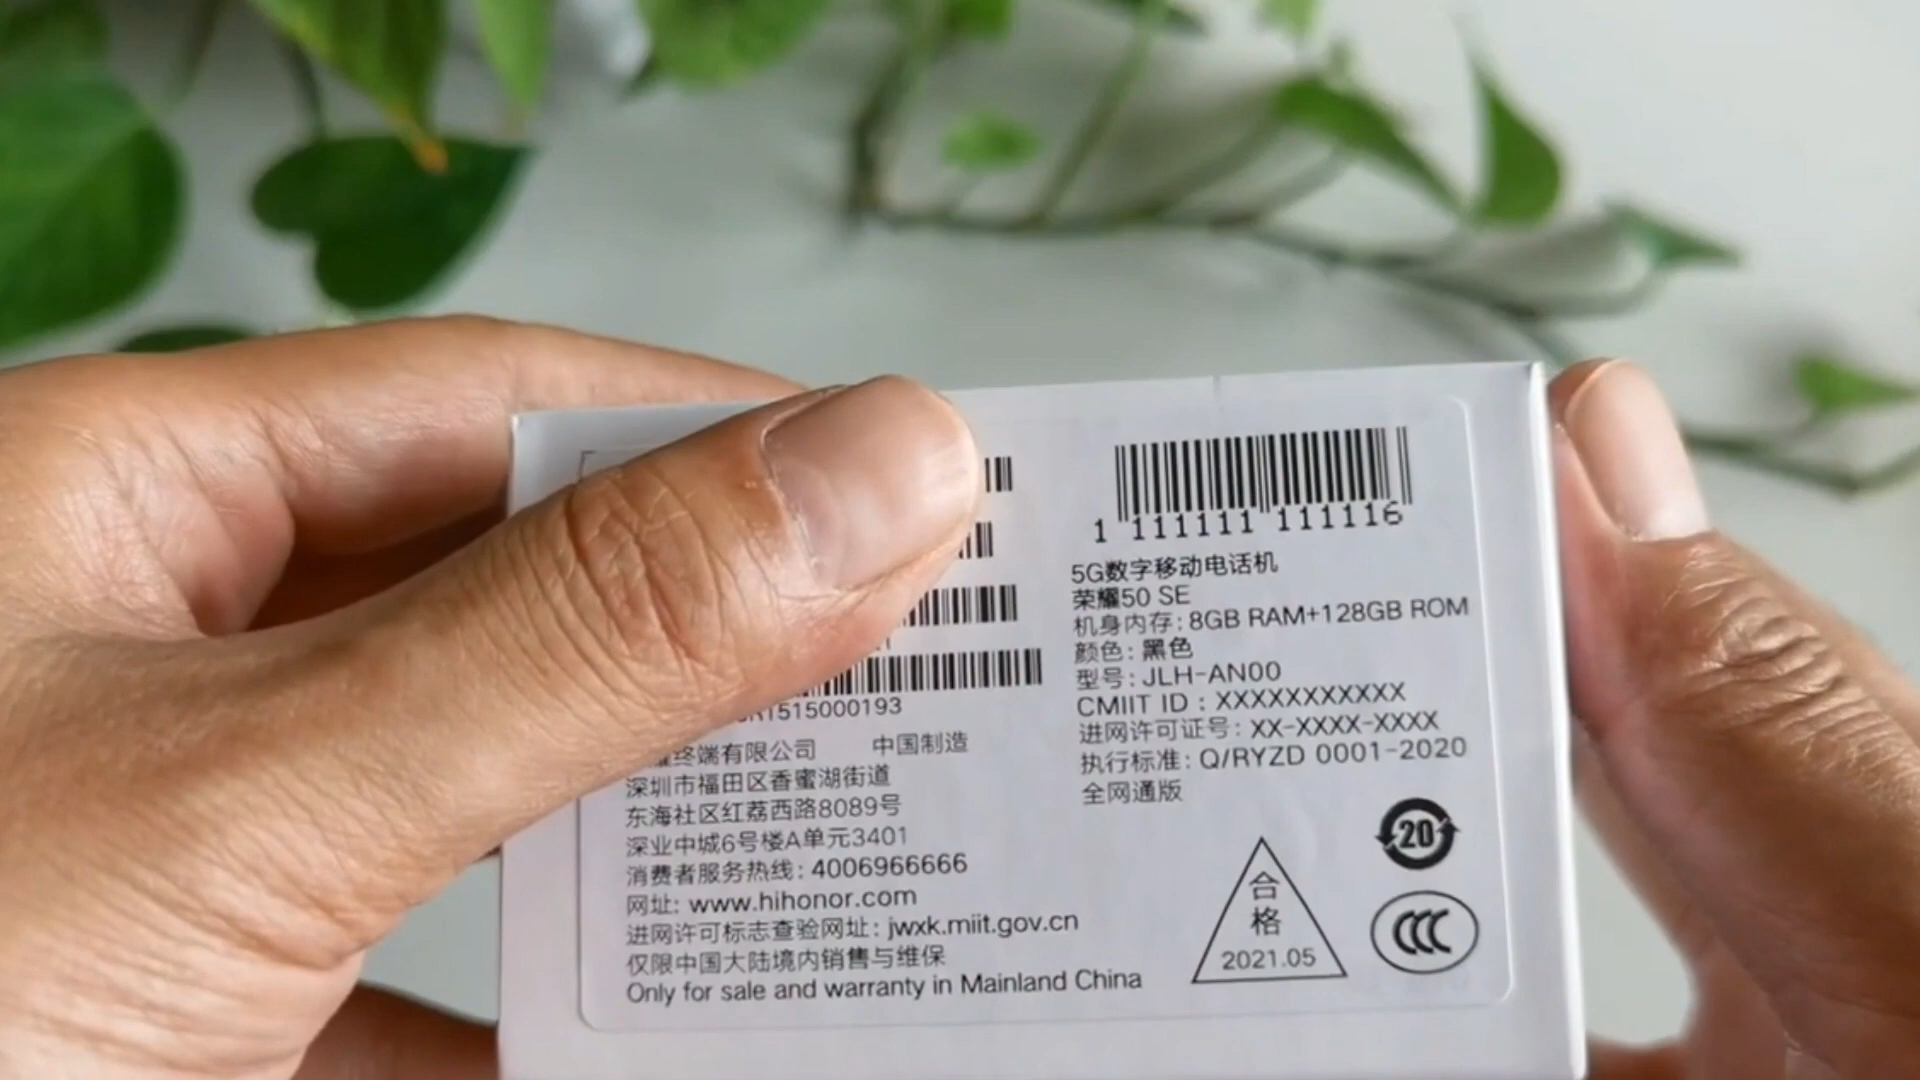 1515000193
终端有限公司 中国制造
深圳市福田区香蜜湖街道
东海社区红荔西路8089号
深业中城6号楼A单元3401
消费者服务热线: 4006966666
网址: www.hihonor.com
进网许可标志查验网址: jwxk.miit.gov.cn
仅限中国大陆境内销售与维保
Only for sale and warranty in Mainland China
1 111111 111116
5G数字移动电话机
荣耀50 SE
机身内存: 8GB RAM+128GB ROM
颜色: 黑色
型号: JLH-AN00
CMIIT ID : XXXXXXXXXXX
进网许可证号: XX-XXXX-XXXX
执行标准: Q/RYZD 0001-2020
全网通版
20
合
格
2021.05
CCC